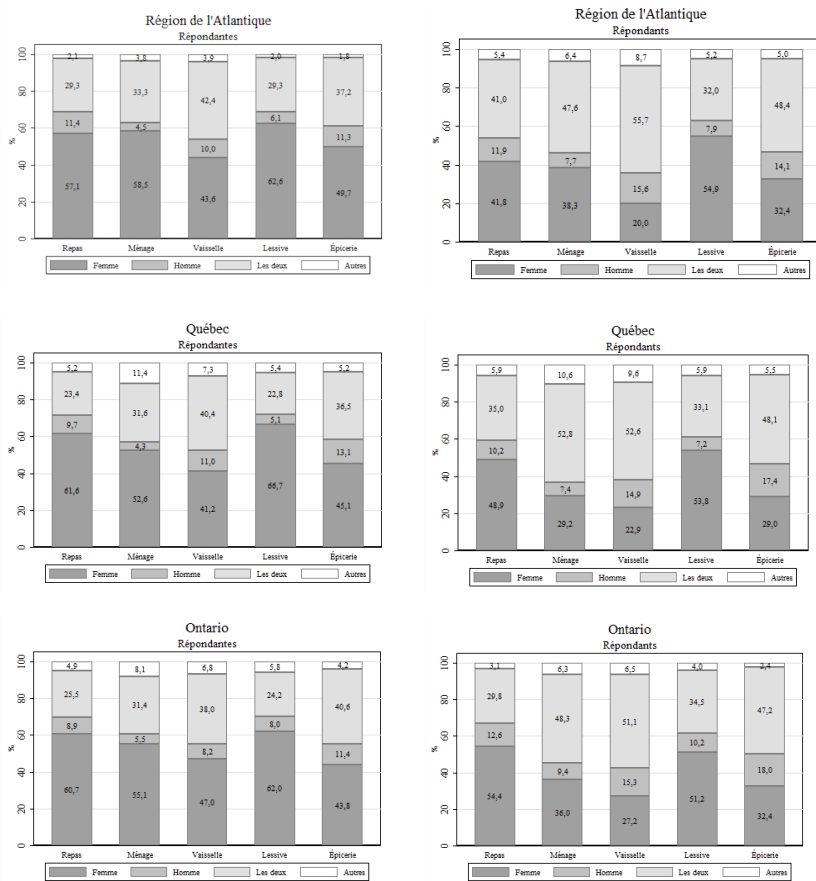 Région de l'Atlantique
Répondantes
100
80
60
40
20
0
%
2,1 3,8 3,9 2,0 1,8
29,3 33,3 42,4 29,3 37,2
11,4 4,5 10,0 6,1 11,3
57,1 58,5 43,6 62,6 49,7
Repas Ménage Vaisselle Lessive Épicerie
Femme Homme Les deux Autres
Région de l'Atlantique
Répondants
100
80
60
40
20
0
%
5,4 6,4 8,7 5,2 5,0
41,0 47,6 55,7 32,0 48,4
11,9 7,7 15,6 7,9 14,1
41,8 38,3 20,0 54,9 32,4
Repas Ménage Vaisselle Lessive Épicerie
Femme Homme Les deux Autres
Québec
Répondantes
100
80
60
40
20
0
%
5,2 11,4 7,3 5,4 5,2
23,4 31,6 40,4 22,8 36,5
9,7 4,3 11,0 5,1 13,1
61,6 52,6 41,2 66,7 45,1
Repas Ménage Vaisselle Lessive Épicerie
Femme Homme Les deux Autres
Québec
Répondants
100
80
60
40
20
0
%
5,9 10,6 9,6 5,9 5,5
35,0 52,8 52,6 33,1 48,1
10,2 7,4 14,9 7,2 17,4
48,9 29,2 22,9 53,8 29,0
Repas Ménage Vaisselle Lessive Épicerie
Femme Homme Les deux Autres
Ontario
Répondantes
100
80
60
40
20
0
%
4,9 8,1 6,8 5,8 4,2
25,5 31,4 38,0 24,2 40,6
8,9 5,5 8,2 8,0 11,4
60,7 55,1 47,0 62,0 43,8
Repas Ménage Vaisselle Lessive Épicerie
Femme Homme Les deux Autres
Ontario
Répondants
100
80
60
40
20
0
%
3,1 6,3 6,5 4,0 2,4
29,8 48,3 51,1 34,5 47,2
12,6 9,4 15,3 10,2 18,0
54,4 36,0 27,2 51,2 32,4
Repas Ménage Vaisselle Lessive Épicerie
Femme Homme Les deux Autres